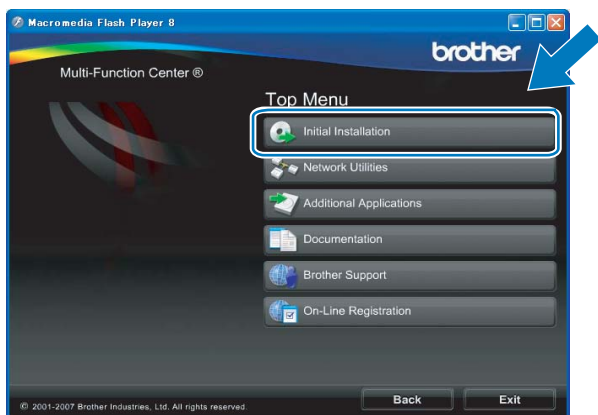 Macromedia Flash Player 8
brother
Multi-Function Center ®
Top Menu
Initial Installation
Network Utilities
Additional Applications
Documentation
Brother Support
On-Line Registration
© 2001-2007 Brother Industries, Ltd. All rights reserved.
Back
Exit